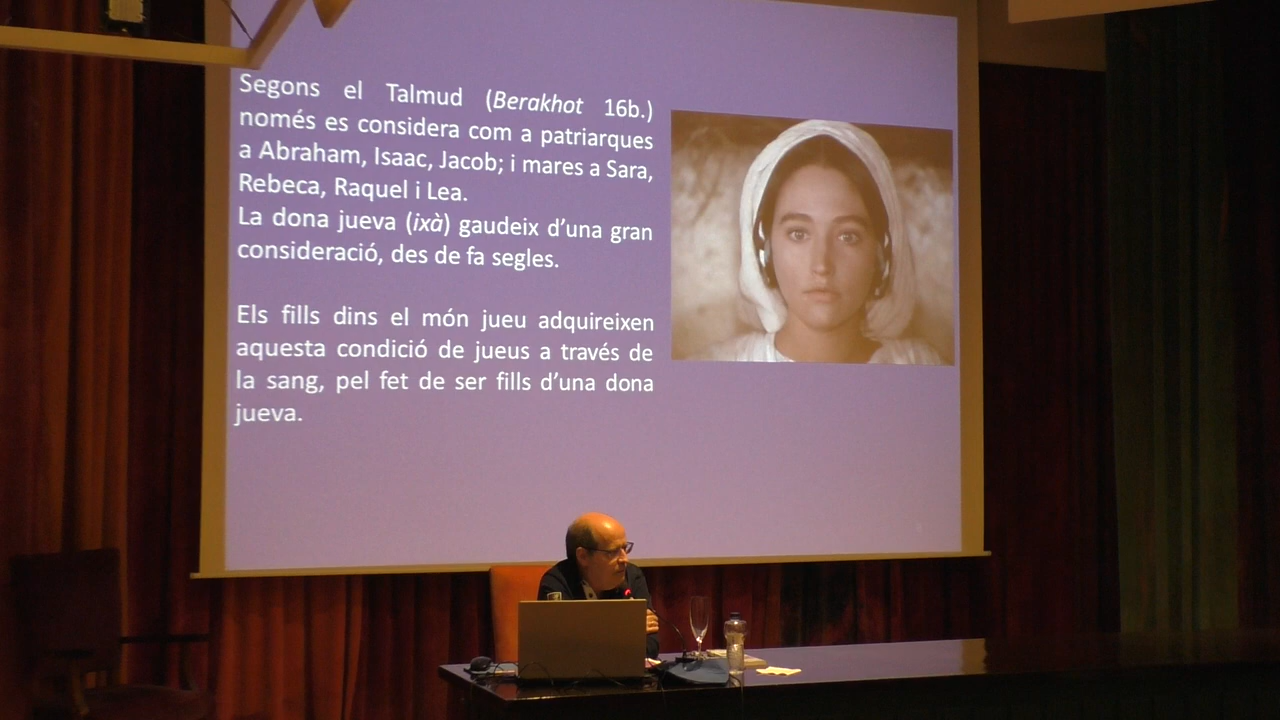 Segons el Talmud (Berakhot 16b.)
només es considera com a patriarques
a Abraham, Isaac, Jacob; i mares a Sara,
Rebeca, Raquel i Lea.
La dona jueva (ixà) gaudeix d’una gran
consideració, des de fa segles.
Els fills dins el món jueu adquireixen
aquesta condició de jueus a través de
la sang, pel fet de ser fills d’una dona
jueva.